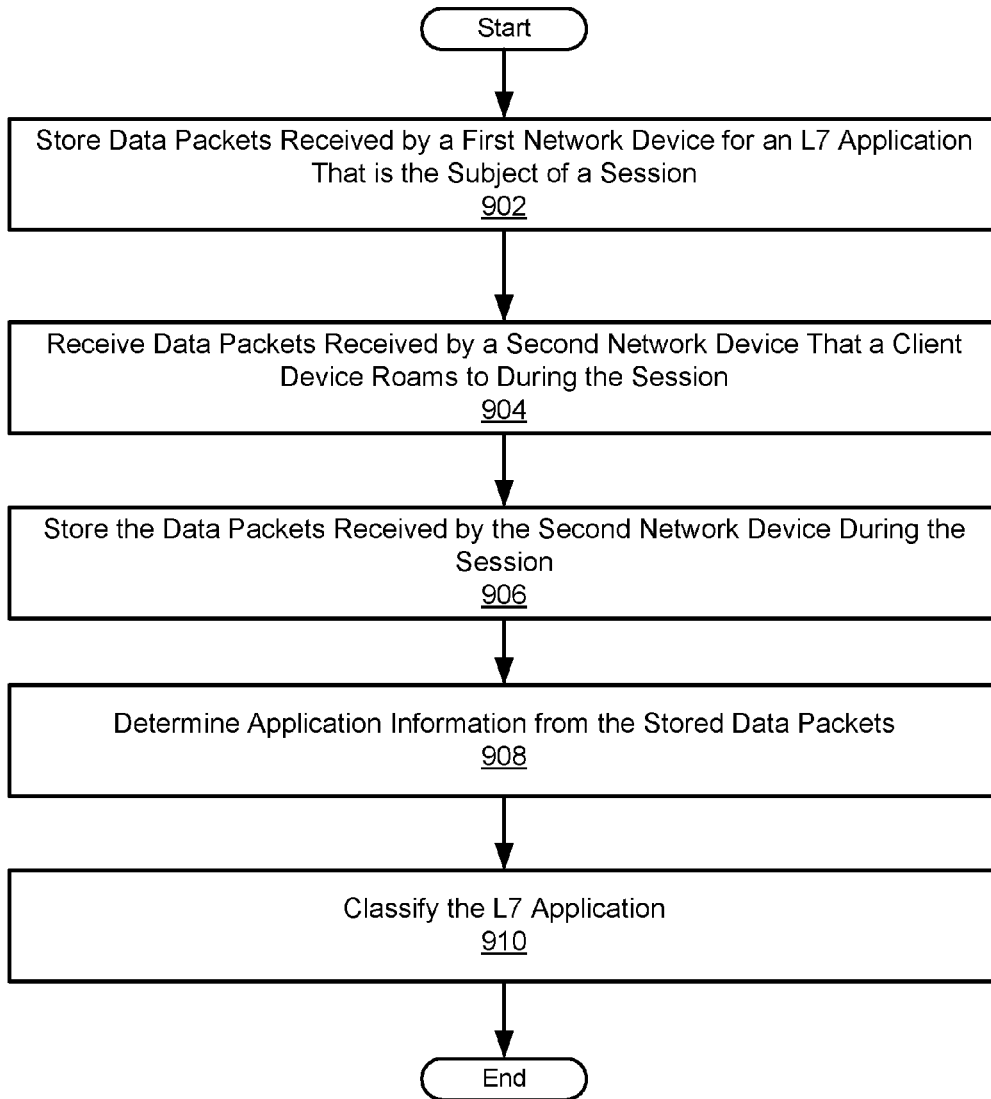 Start
Store Data Packets Received by a First Network Device for an L7 Application
That is the Subject of a Session
902
Receive Data Packets Received by a Second Network Device That a Client
Device Roams to During the Session
904
Store the Data Packets Received by the Second Network Device During the
Session
906
Determine Application Information from the Stored Data Packets
908
Classify the L7 Application
910
End